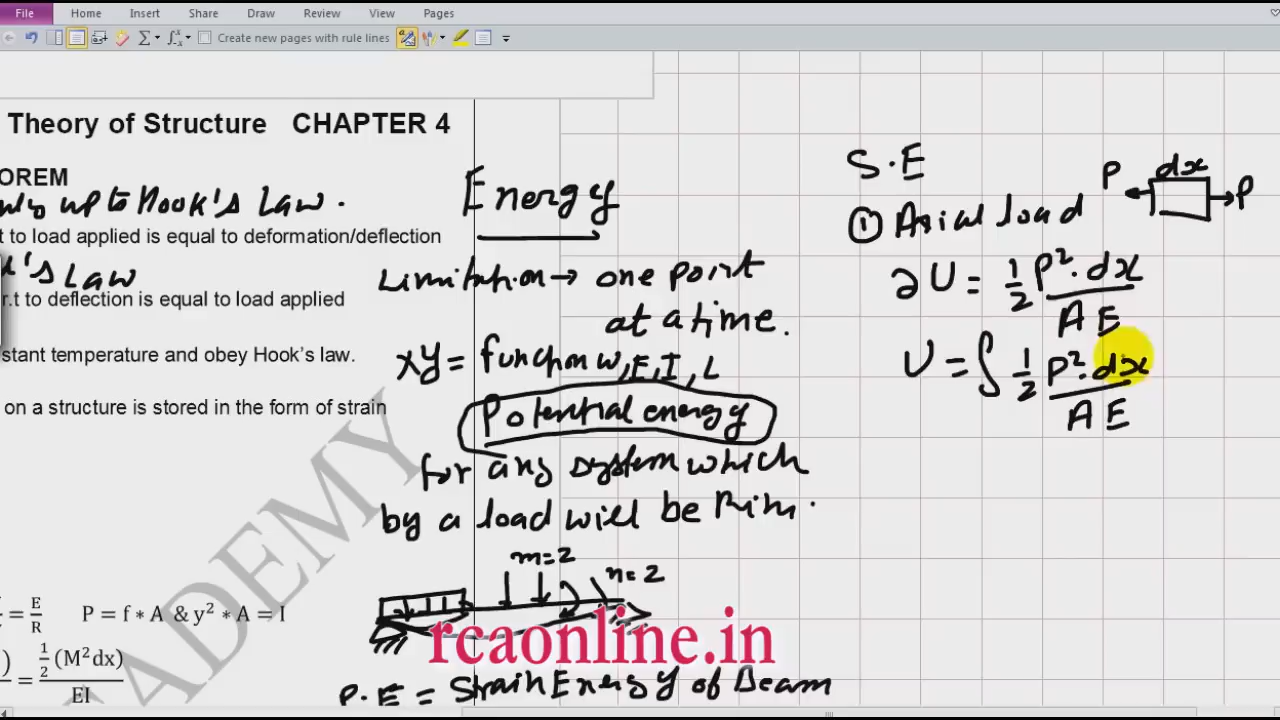 File Home Insert Share Draw Review View Pages
Create new pages with rule lines
Theory of Structure CHAPTER 4
OREM
up to Hook's Law.
t to load applied is equal to deformation/deflection
k's Law
r.t to deflection is equal to load applied
stant temperature and obey Hook's law.
on a structure is stored in the form of strain
= E/R P = f ∗ A & y² ∗ A = I
) = ½(M²dx)/EI
ADEMY
Energy
Limitation → one point
at a time.
xy = function W, E, I, L
Potential energy
for any system which
by a load will be Min.
m=2
n=2
rcaonline.in
P.E = Strain Energy of Beam
S.E
① Axial load
P dx P
∂U = ½ P².dx / AE
U = ∫ ½ P².dx / AE